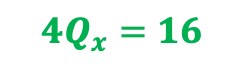 4Qₓ = 16